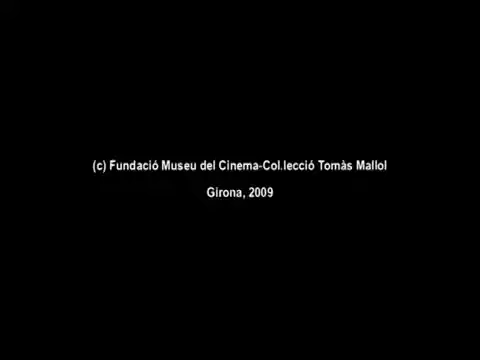 (c) Fundació Museu del Cinema-Col.lecció Tomàs Mallol
Girona, 2009